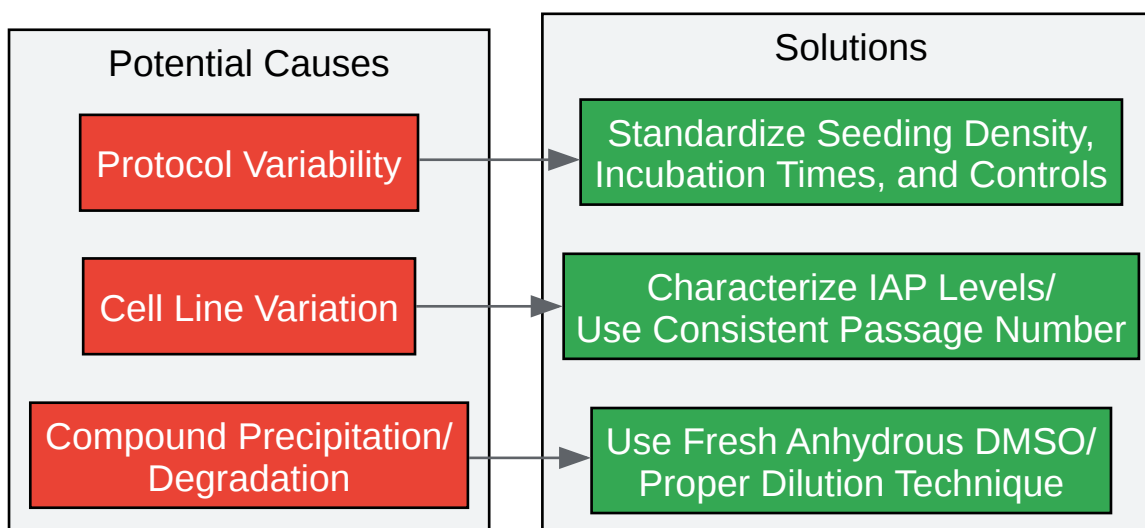 Potential Causes
Protocol Variability
Cell Line Variation
Compound Precipitation/
Degradation
Solutions
Standardize Seeding Density,
Incubation Times, and Controls
Characterize IAP Levels/
Use Consistent Passage Number
Use Fresh Anhydrous DMSO/
Proper Dilution Technique